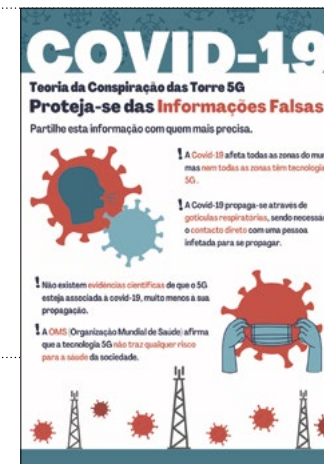 COVID-19
Teoria da Conspiração das Torre 5G
Proteja-se das Informações Falsas
Partilhe esta informação com quem mais precisa.
! A Covid-19 afeta todas as zonas do
mas nem todas as zonas têm tecnologia
5G.
! A Covid-19 propaga-se através de
gotículas respiratórias, sendo
o contacto direto com uma pessoa
infetada para se propagar.
! Não existem evidências científicas de que o 5G
esteja associada a covid-19, muito menos a sua
propagação.
! A OMS (Organização Mundial de Saúde) afirma
que a tecnologia 5G não traz qualquer risco
para a saúde da sociedade.